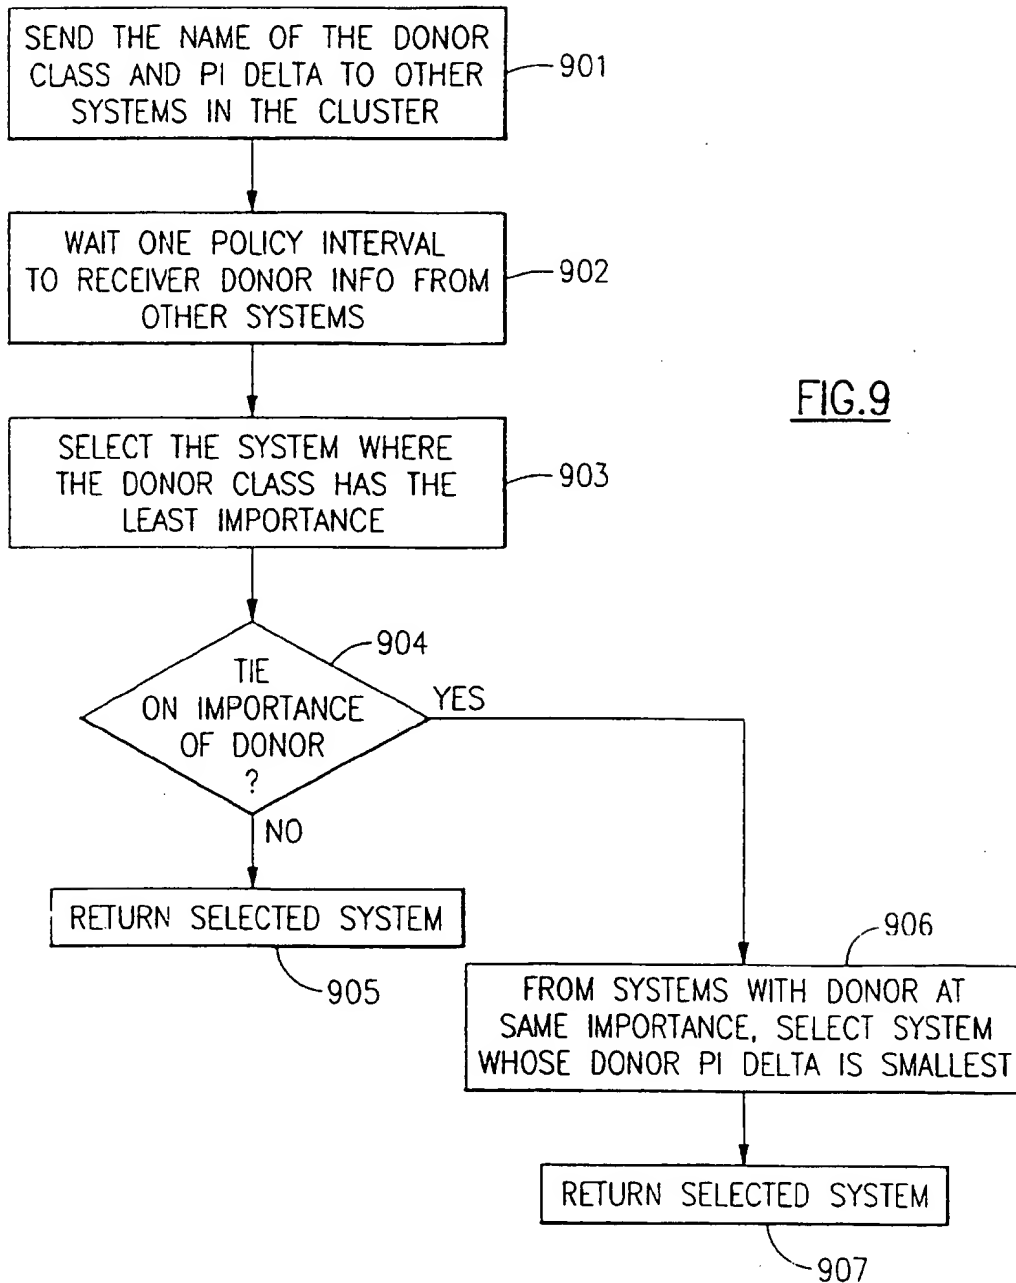 SEND THE NAME OF THE DONOR
CLASS AND PI DELTA TO OTHER
SYSTEMS IN THE CLUSTER
901
WAIT ONE POLICY INTERVAL
TO RECEIVER DONOR INFO FROM
OTHER SYSTEMS
902
FIG.9
SELECT THE SYSTEM WHERE
THE DONOR CLASS HAS THE
LEAST IMPORTANCE
903
904
TIE
ON IMPORTANCE
OF DONOR
?
YES
NO
RETURN SELECTED SYSTEM
905
906
FROM SYSTEMS WITH DONOR AT
SAME IMPORTANCE, SELECT SYSTEM
WHOSE DONOR PI DELTA IS SMALLEST
RETURN SELECTED SYSTEM
907